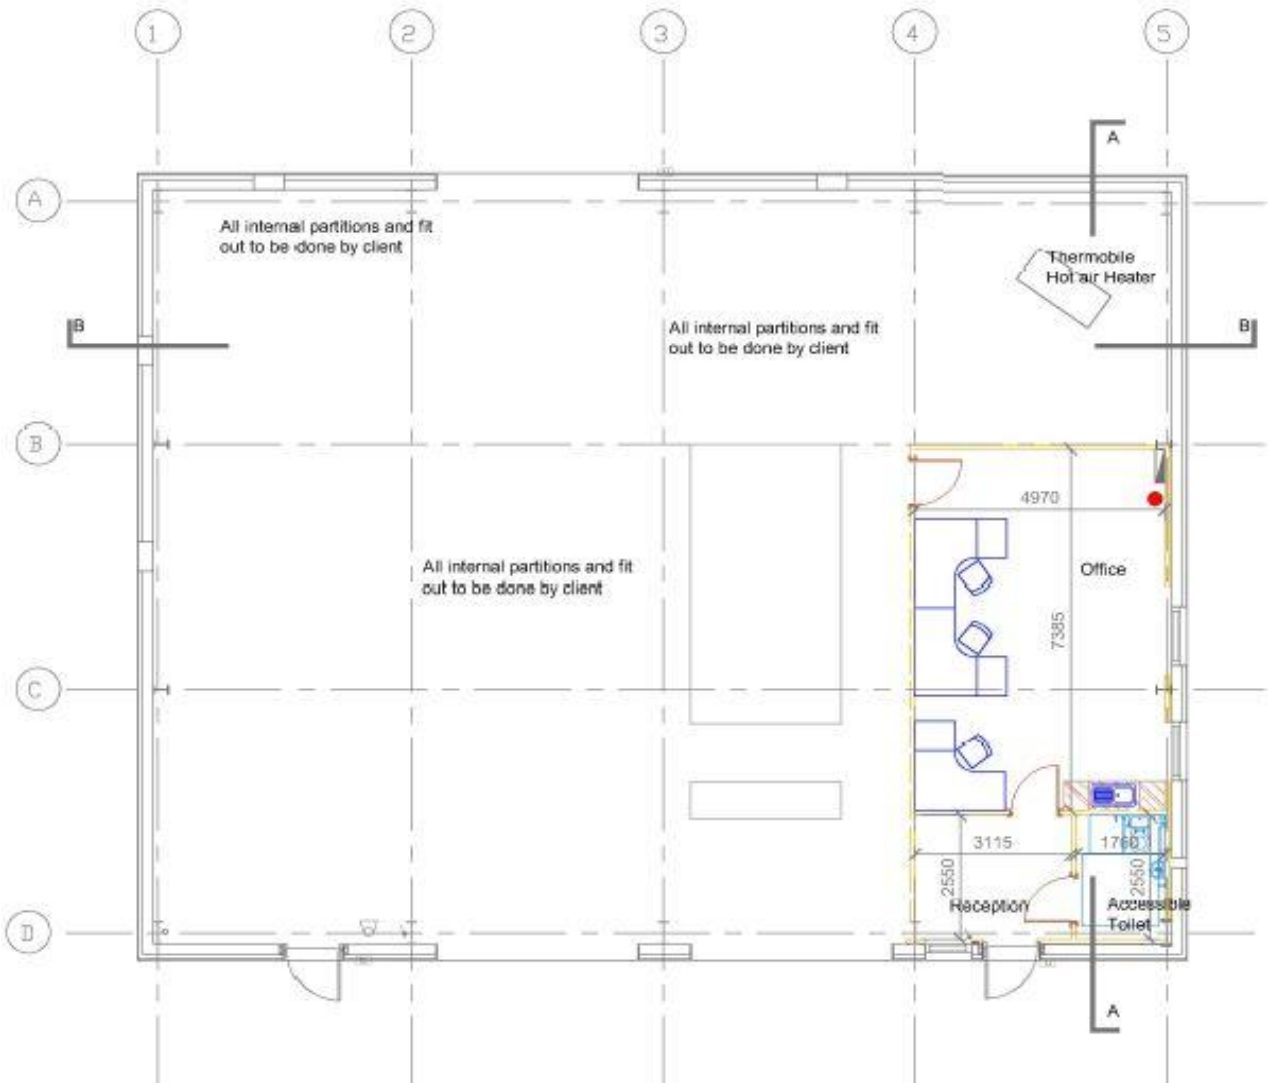 1
2
3
4
5
A
A
All internal partitions and fit
out to be done by client
Thermobile
Hot air Heater
B
All internal partitions and fit
out to be done by client
B
B
4970
All internal partitions and fit
out to be done by client
Office
7385
C
3115
1760
2550
2550
Reception
Accessible
Toilet
D
A